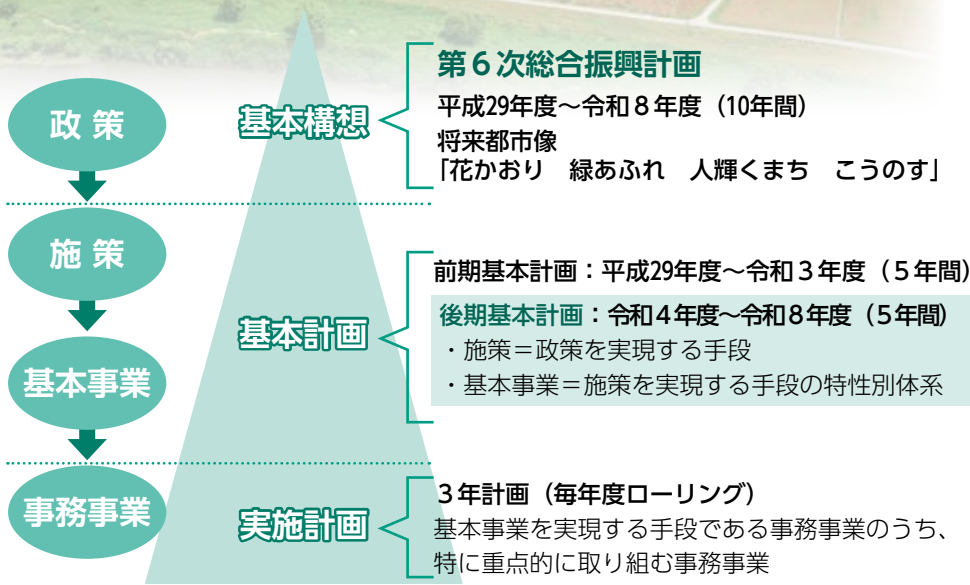 政策
基本構想
第6次総合振興計画
平成29年度～令和8年度（10年間）
将来都市像
「花かおり　緑あふれ　人輝くまち　こうのす」
施策
基本事業
基本計画
前期基本計画：平成29年度～令和3年度（5年間）
後期基本計画：令和4年度～令和8年度（5年間）
・施策＝政策を実現する手段
・基本事業＝施策を実現する手段の特性別体系
事務事業
実施計画
3年計画（毎年度ローリング）
基本事業を実現する手段である事務事業のうち、
特に重点的に取り組む事務事業